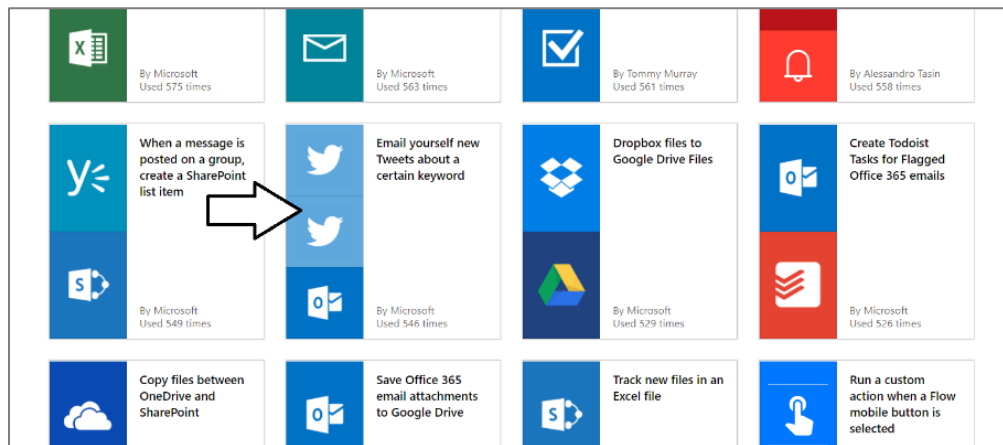 By Microsoft
Used 575 times
By Microsoft
Used 563 times
By Tommy Murray
Used 561 times
By Alessandro Tasin
Used 558 times
When a message is
posted on a group,
create a SharePoint
list item
By Microsoft
Used 549 times
Email yourself new
Tweets about a
certain keyword
By Microsoft
Used 546 times
Dropbox files to
Google Drive Files
By Microsoft
Used 529 times
Create Todoist
Tasks for Flagged
Office 365 emails
By Microsoft
Used 526 times
Copy files between
OneDrive and
SharePoint
Save Office 365
email attachments
to Google Drive
Track new files in an
Excel file
Run a custom
action when a Flow
mobile button is
selected